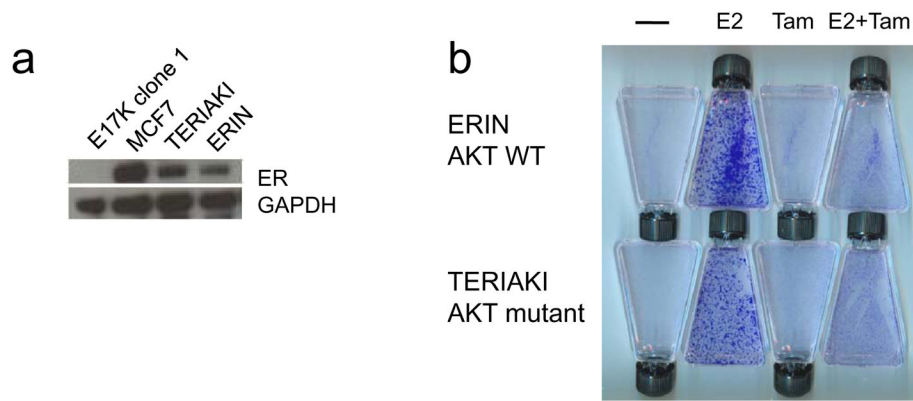 a
E17K clone 1
MCF7
TERIAKI
ERIN
ER
GAPDH
b
— E2 Tam E2+Tam
ERIN
AKT WT
TERIAKI
AKT mutant